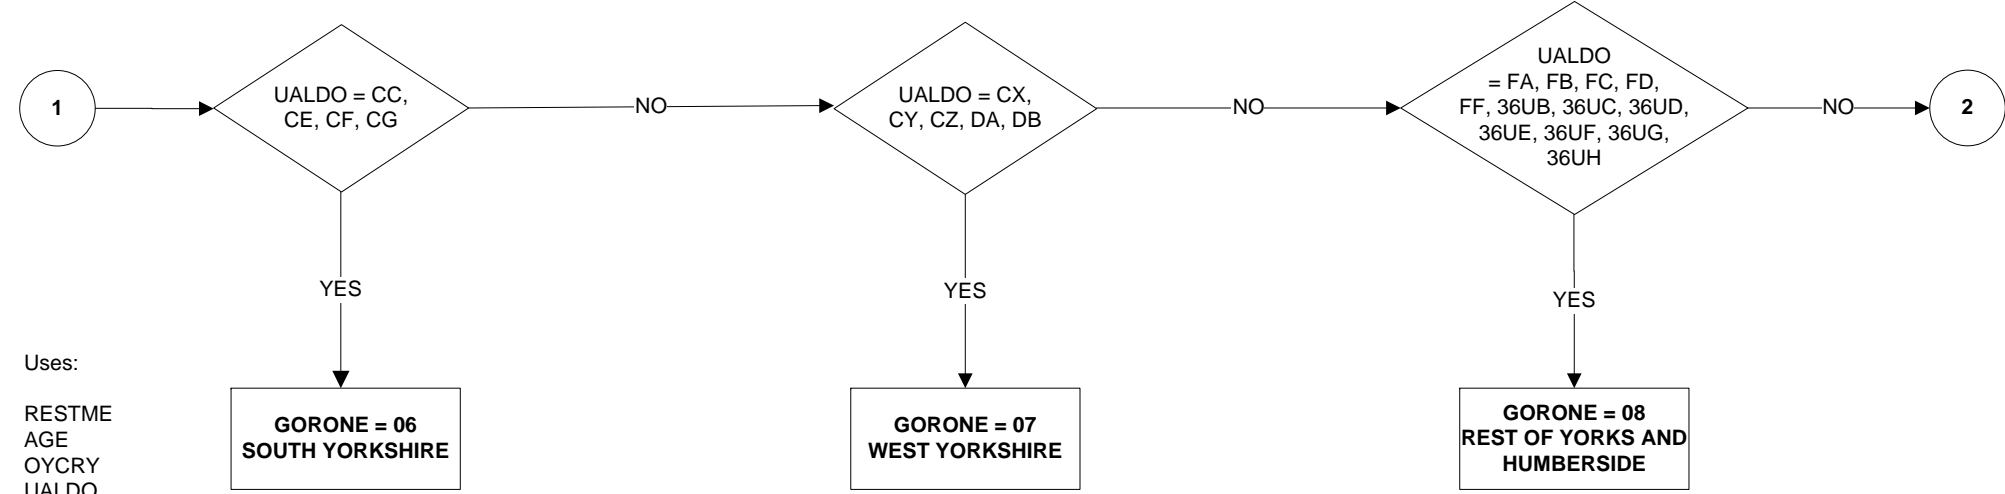 1
UALDO = CC,
CE, CF, CG
NO
UALDO = CX,
CY, CZ, DA, DB
NO
UALDO
= FA, FB, FC, FD,
FF, 36UB, 36UC, 36UD,
36UE, 36UF, 36UG,
36UH
NO
2
YES
YES
YES
Uses:
RESTME
AGE
OYCRY
UALDO
GORONE = 06
SOUTH YORKSHIRE
GORONE = 07
WEST YORKSHIRE
GORONE = 08
REST OF YORKS AND
HUMBERSIDE